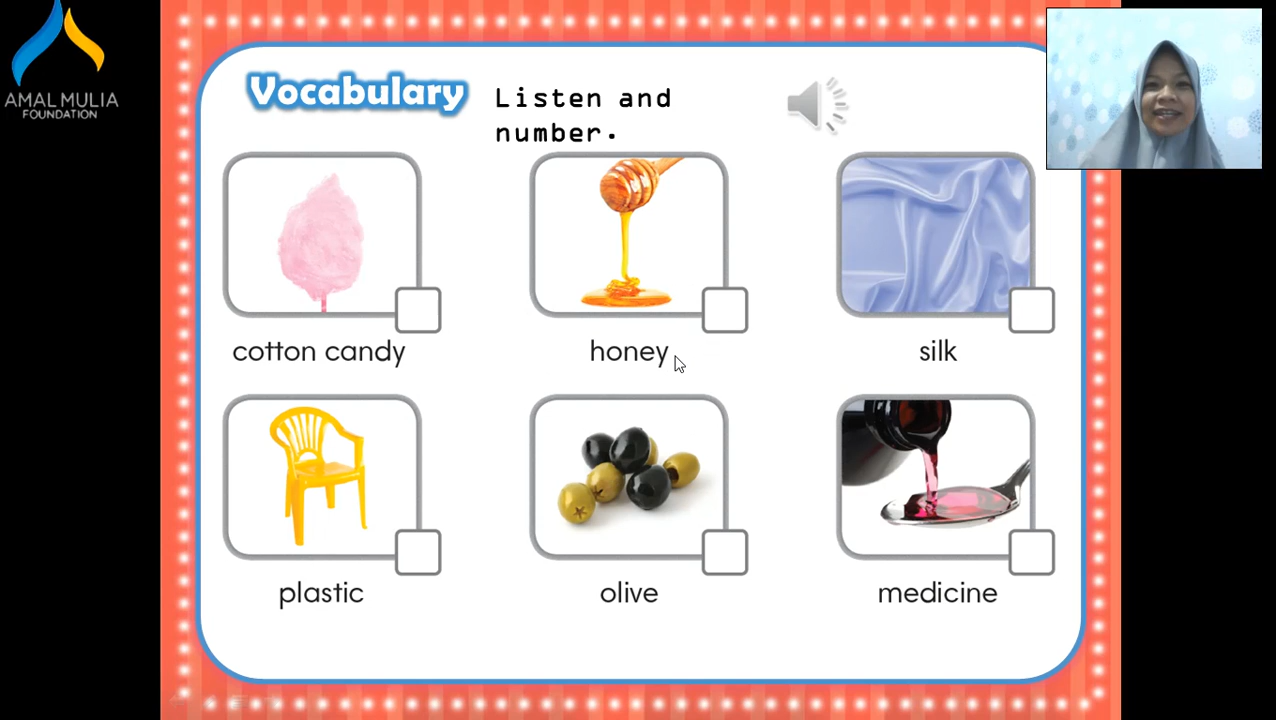 AMAL MULIA
FOUNDATION
Vocabulary
Listen and
number.
cotton candy
honey
silk
plastic
olive
medicine